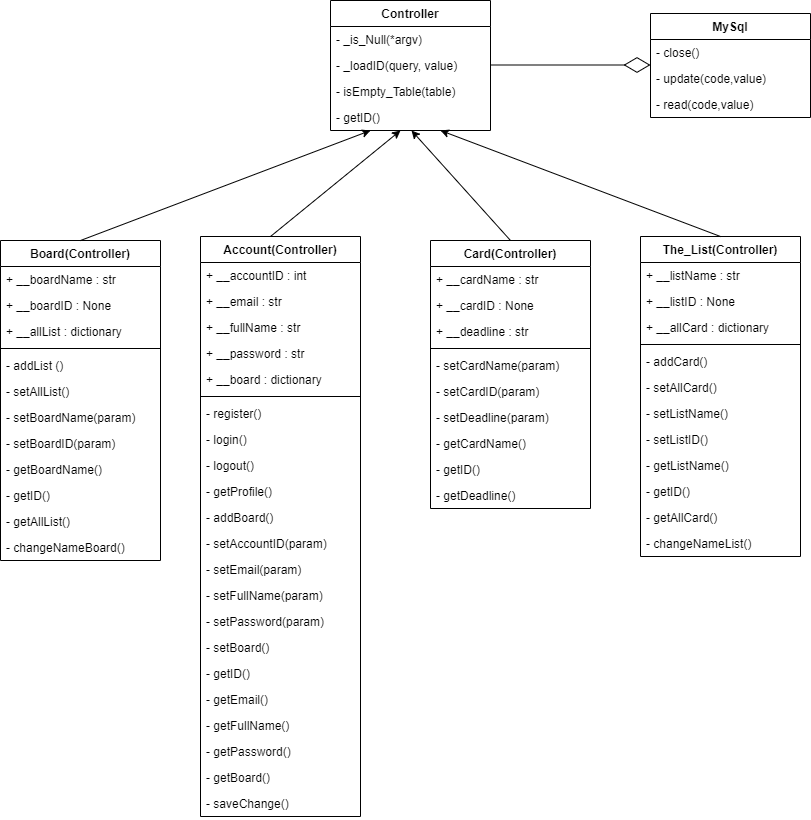 Controller
- _is_Null(*argv)
- _loadID(query, value)
- isEmpty_Table(table)
- getID()
MySql
- close()
- update(code,value)
- read(code,value)
Board(Controller)
+ __boardName : str
+ __boardID : None
+ __allList : dictionary
- addList ()
- setAllList()
- setBoardName(param)
- setBoardID(param)
- getBoardName()
- getID()
- getAllList()
- changeNameBoard()
Account(Controller)
+ __accountID : int
+ __email : str
+ __fullName : str
+ __password : str
+ __board : dictionary
- register()
- login()
- logout()
- getProfile()
- addBoard()
- setAccountID(param)
- setEmail(param)
- setFullName(param)
- setPassword(param)
- setBoard()
- getID()
- getEmail()
- getFullName()
- getPassword()
- getBoard()
- saveChange()
Card(Controller)
+ __cardName : str
+ __cardID : None
+ __deadline : str
- setCardName(param)
- setCardID(param)
- setDeadline(param)
- getCardName()
- getID()
- getDeadline()
The_List(Controller)
+ __listName : str
+ __listID : None
+ __allCard : dictionary
- addCard()
- setAllCard()
- setListName()
- setListID()
- getListName()
- getID()
- getAllCard()
- changeNameList()